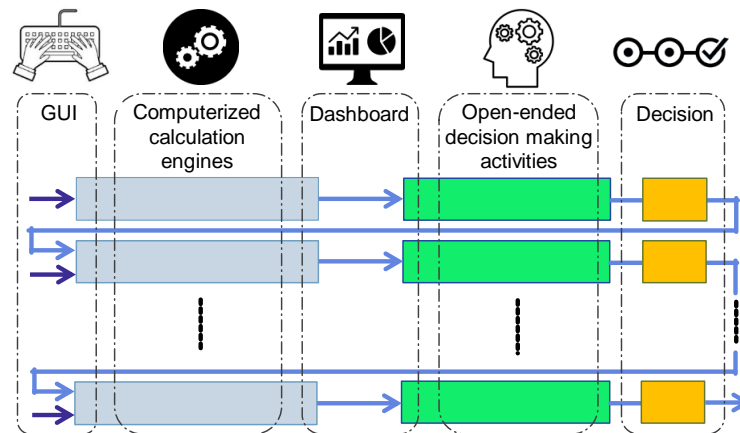 GUI
Computerized
calculation
engines
Dashboard
Open-ended
decision making
activities
Decision